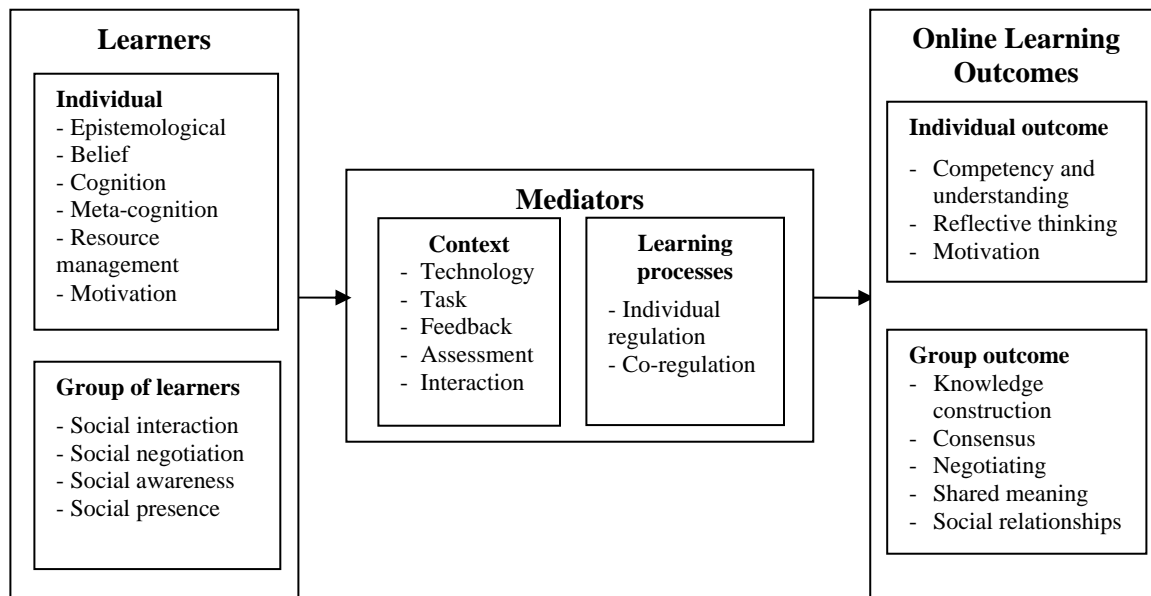 Learners
Individual
- Epistemological
- Belief
- Cognition
- Meta-cognition
- Resource
management
- Motivation
Group of learners
- Social interaction
- Social negotiation
- Social awareness
- Social presence
Mediators
Context
- Technology
- Task
- Feedback
- Assessment
- Interaction
Learning
processes
- Individual
regulation
- Co-regulation
Online Learning
Outcomes
Individual outcome
- Competency and
understanding
- Reflective thinking
- Motivation
Group outcome
- Knowledge
construction
- Consensus
- Negotiating
- Shared meaning
- Social relationships